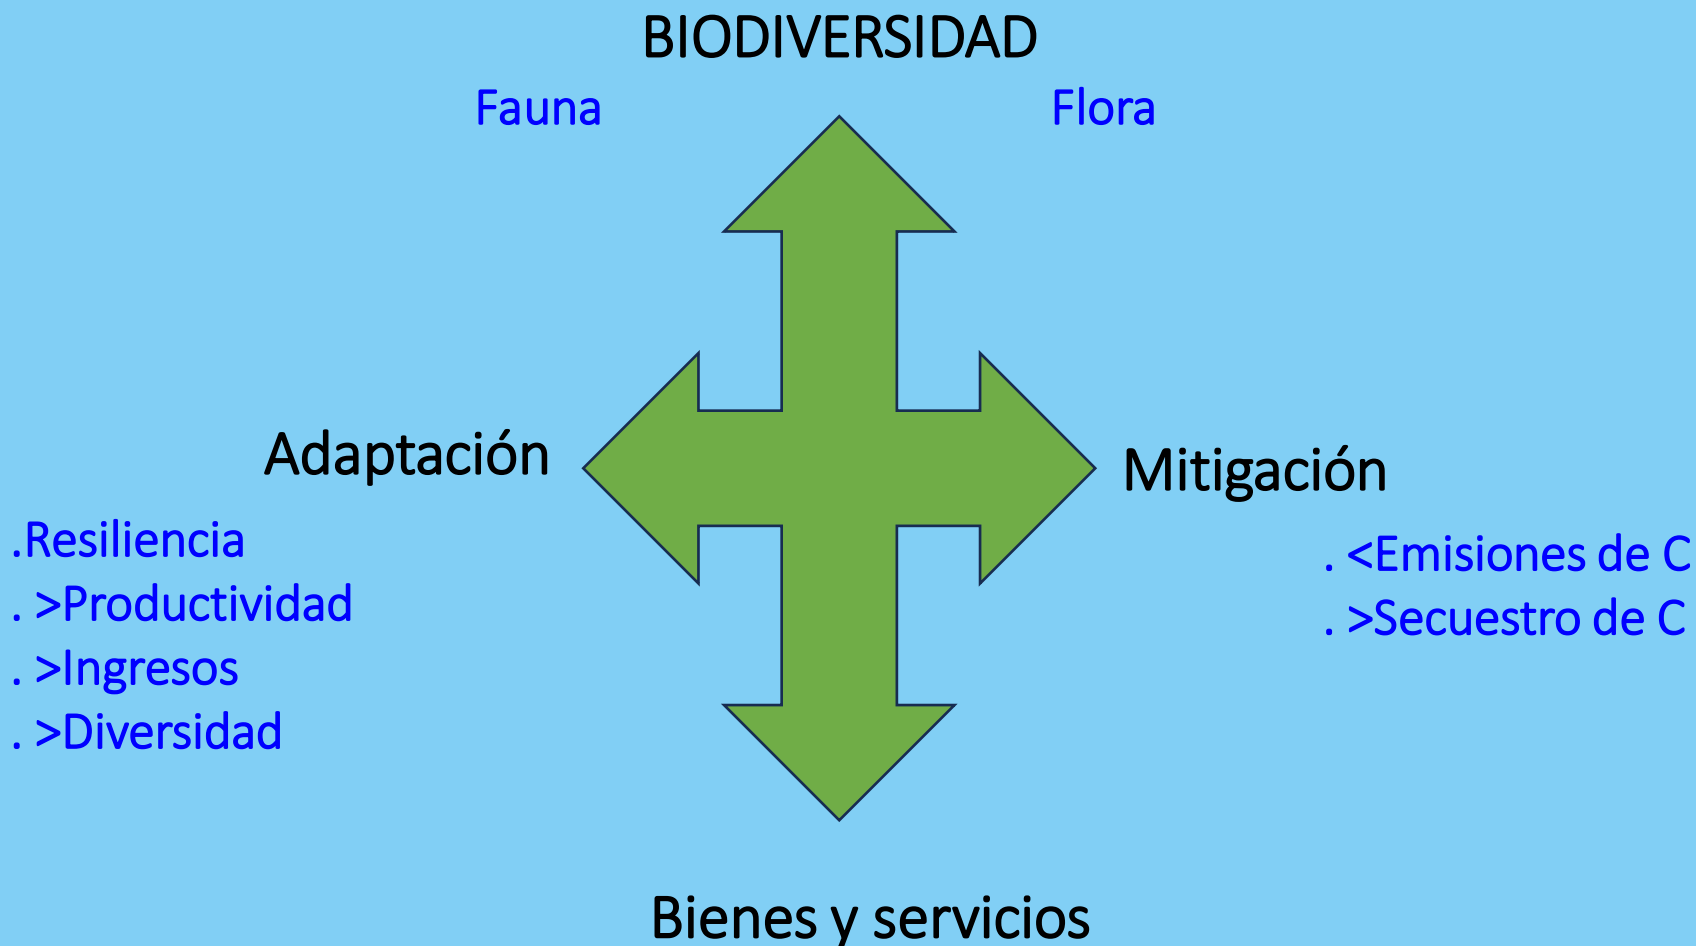 BIODIVERSIDAD
Fauna
Flora
Adaptación
.Resiliencia
. >Productividad
. >Ingresos
. >Diversidad
Mitigación
. <Emisiones de C
. >Secuestro de C
Bienes y servicios